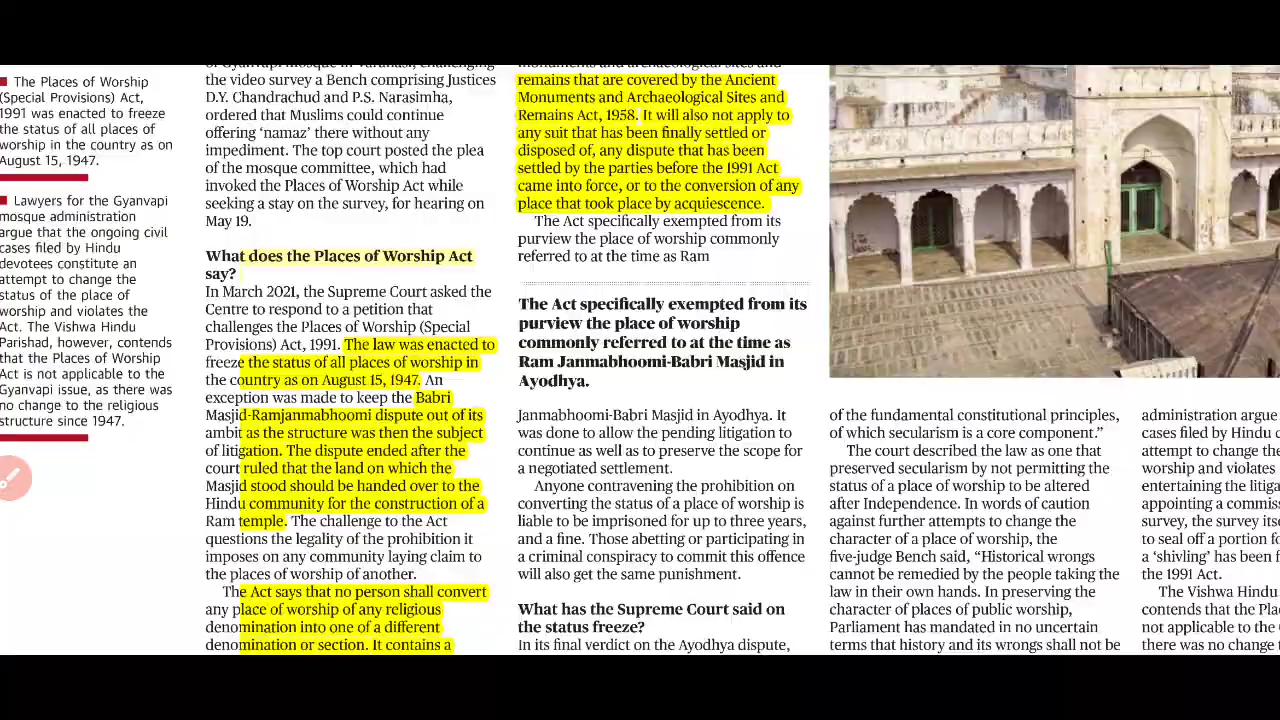 The Places of Worship
(Special Provisions) Act,
1991 was enacted to freeze
the status of all places of
worship in the country as on
August 15, 1947.
Lawyers for the Gyanvapi
mosque administration
argue that the ongoing civil
cases filed by Hindu
devotees constitute an
attempt to change the
status of the place of
worship and violates the
Act. The Vishwa Hindu
Parishad, however, contends
that the Places of Worship
Act is not applicable to the
Gyanvapi issue, as there was
no change to the religious
structure since 1947.
the video survey a Bench comprising Justices
D.Y. Chandrachud and P.S. Narasimha,
ordered that Muslims could continue
offering ‘namaz’ there without any
impediment. The top court posted the plea
of the mosque committee, which had
invoked the Places of Worship Act while
seeking a stay on the survey, for hearing on
May 19.
What does the Places of Worship Act
say?
In March 2021, the Supreme Court asked the
Centre to respond to a petition that
challenges the Places of Worship (Special
Provisions) Act, 1991. The law was enacted to
freeze the status of all places of worship in
the country as on August 15, 1947. An
exception was made to keep the Babri
Masjid-Ramjanmabhoomi dispute out of its
ambit as the structure was then the subject
of litigation. The dispute ended after the
court ruled that the land on which the
Masjid stood should be handed over to the
Hindu community for the construction of a
Ram temple. The challenge to the Act
questions the legality of the prohibition it
imposes on any community laying claim to
the places of worship of another.
The Act says that no person shall convert
any place of worship of any religious
denomination into one of a different
denomination or section. It contains a
remains that are covered by the Ancient
Monuments and Archaeological Sites and
Remains Act, 1958. It will also not apply to
any suit that has been finally settled or
disposed of, any dispute that has been
settled by the parties before the 1991 Act
came into force, or to the conversion of any
place that took place by acquiescence.
The Act specifically exempted from its
purview the place of worship commonly
referred to at the time as Ram
The Act specifically exempted from its
purview the place of worship
commonly referred to at the time as
Ram Janmabhoomi-Babri Masjid in
Ayodhya.
Janmabhoomi-Babri Masjid in Ayodhya. It
was done to allow the pending litigation to
continue as well as to preserve the scope for
a negotiated settlement.
Anyone contravening the prohibition on
converting the status of a place of worship is
liable to be imprisoned for up to three years,
and a fine. Those abetting or participating in
a criminal conspiracy to commit this offence
will also get the same punishment.
What has the Supreme Court said on
the status freeze?
In its final verdict on the Ayodhya dispute,
of the fundamental constitutional principles,
of which secularism is a core component.”
The court described the law as one that
preserved secularism by not permitting the
status of a place of worship to be altered
after Independence. In words of caution
against further attempts to change the
character of a place of worship, the
five-judge Bench said, “Historical wrongs
cannot be remedied by the people taking the
law in their own hands. In preserving the
character of places of public worship,
Parliament has mandated in no uncertain
terms that history and its wrongs shall not be
administration argue
cases filed by Hindu
attempt to change the
worship and violates
entertaining the litiga
appointing a commis
survey, the survey its
to seal off a portion f
a ‘shivling’ has been f
the 1991 Act.
The Vishwa Hindu
contends that the Pla
not applicable to the
there was no change t